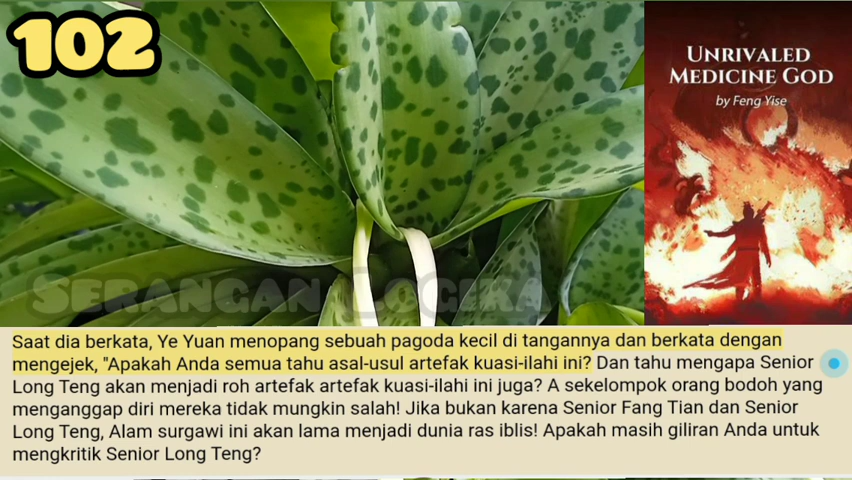 102
UNRIVALED
MEDICINE GOD
by Feng Yise
SERANGAN LOGIKA
Saat dia berkata, Ye Yuan menopang sebuah pagoda kecil di tangannya dan berkata dengan
mengejek, "Apakah Anda semua tahu asal-usul artefak kuasi-ilahi ini? Dan tahu mengapa Senior
Long Teng akan menjadi roh artefak artefak kuasi-ilahi ini juga? A sekelompok orang bodoh yang
menganggap diri mereka tidak mungkin salah! Jika bukan karena Senior Fang Tian dan Senior
Long Teng, Alam surgawi ini akan lama menjadi dunia ras iblis! Apakah masih giliran Anda untuk
mengkritik Senior Long Teng?